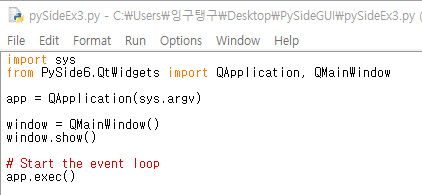 pySideEx3.py - C:₩Users₩잉구탱구₩Desktop₩PySideGUI₩pySideEx3.py (
File Edit Format Run Options Window Help
import sys
from PySide6.QtWidgets import QApplication, QMainWindow
app = QApplication(sys.argv)
window = QMainWindow()
window.show()
# Start the event loop
app.exec()